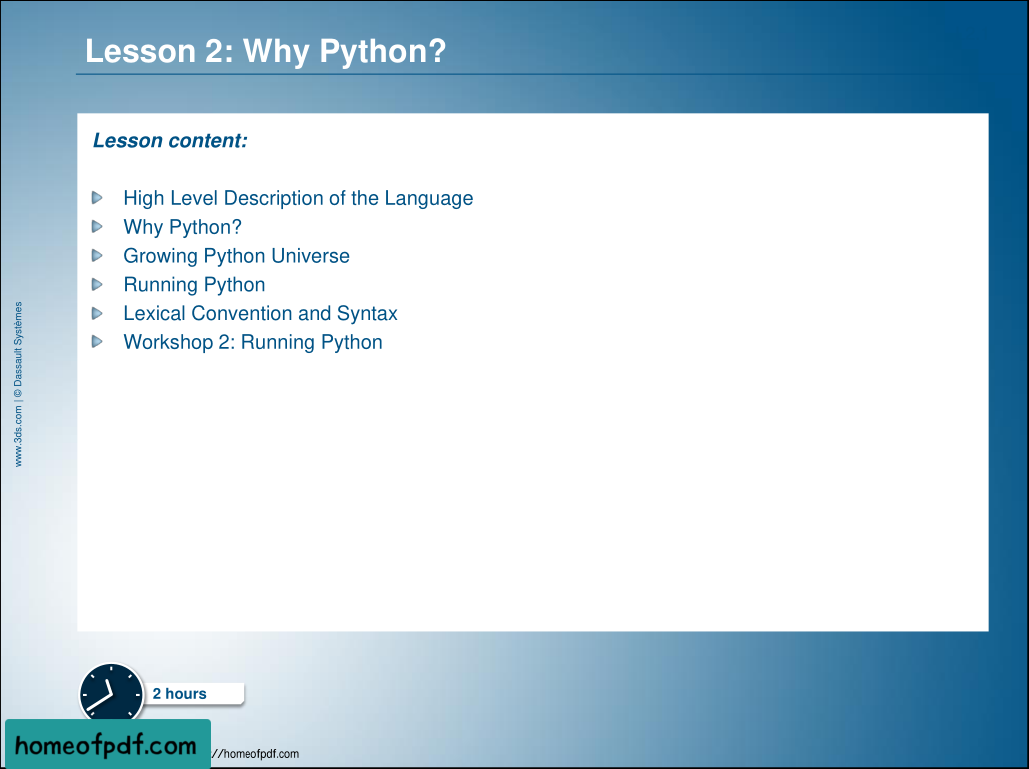 Lesson 2: Why Python?
Lesson content:
High Level Description of the Language
Why Python?
Growing Python Universe
Running Python
Lexical Convention and Syntax
Workshop 2: Running Python
www.3ds.com | © Dassault Systèmes
2 hours
homeofpdf.com
//homeofpdf.com